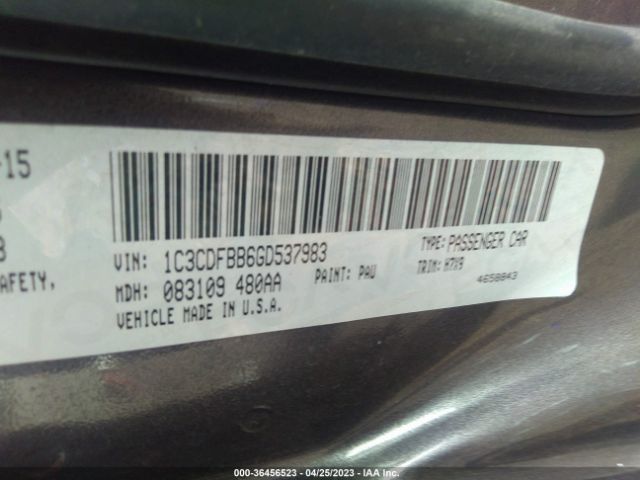 -15
VIN: 1C3CDFBB6GD537983
TYPE: PASSENGER CAR
AFETY,
MDH: 083109 480AA
PAINT: PAU
TRIM: H7X9
4658843
VEHICLE MADE IN U.S.A.
000-36456523 - 04/25/2023 - IAA Inc.